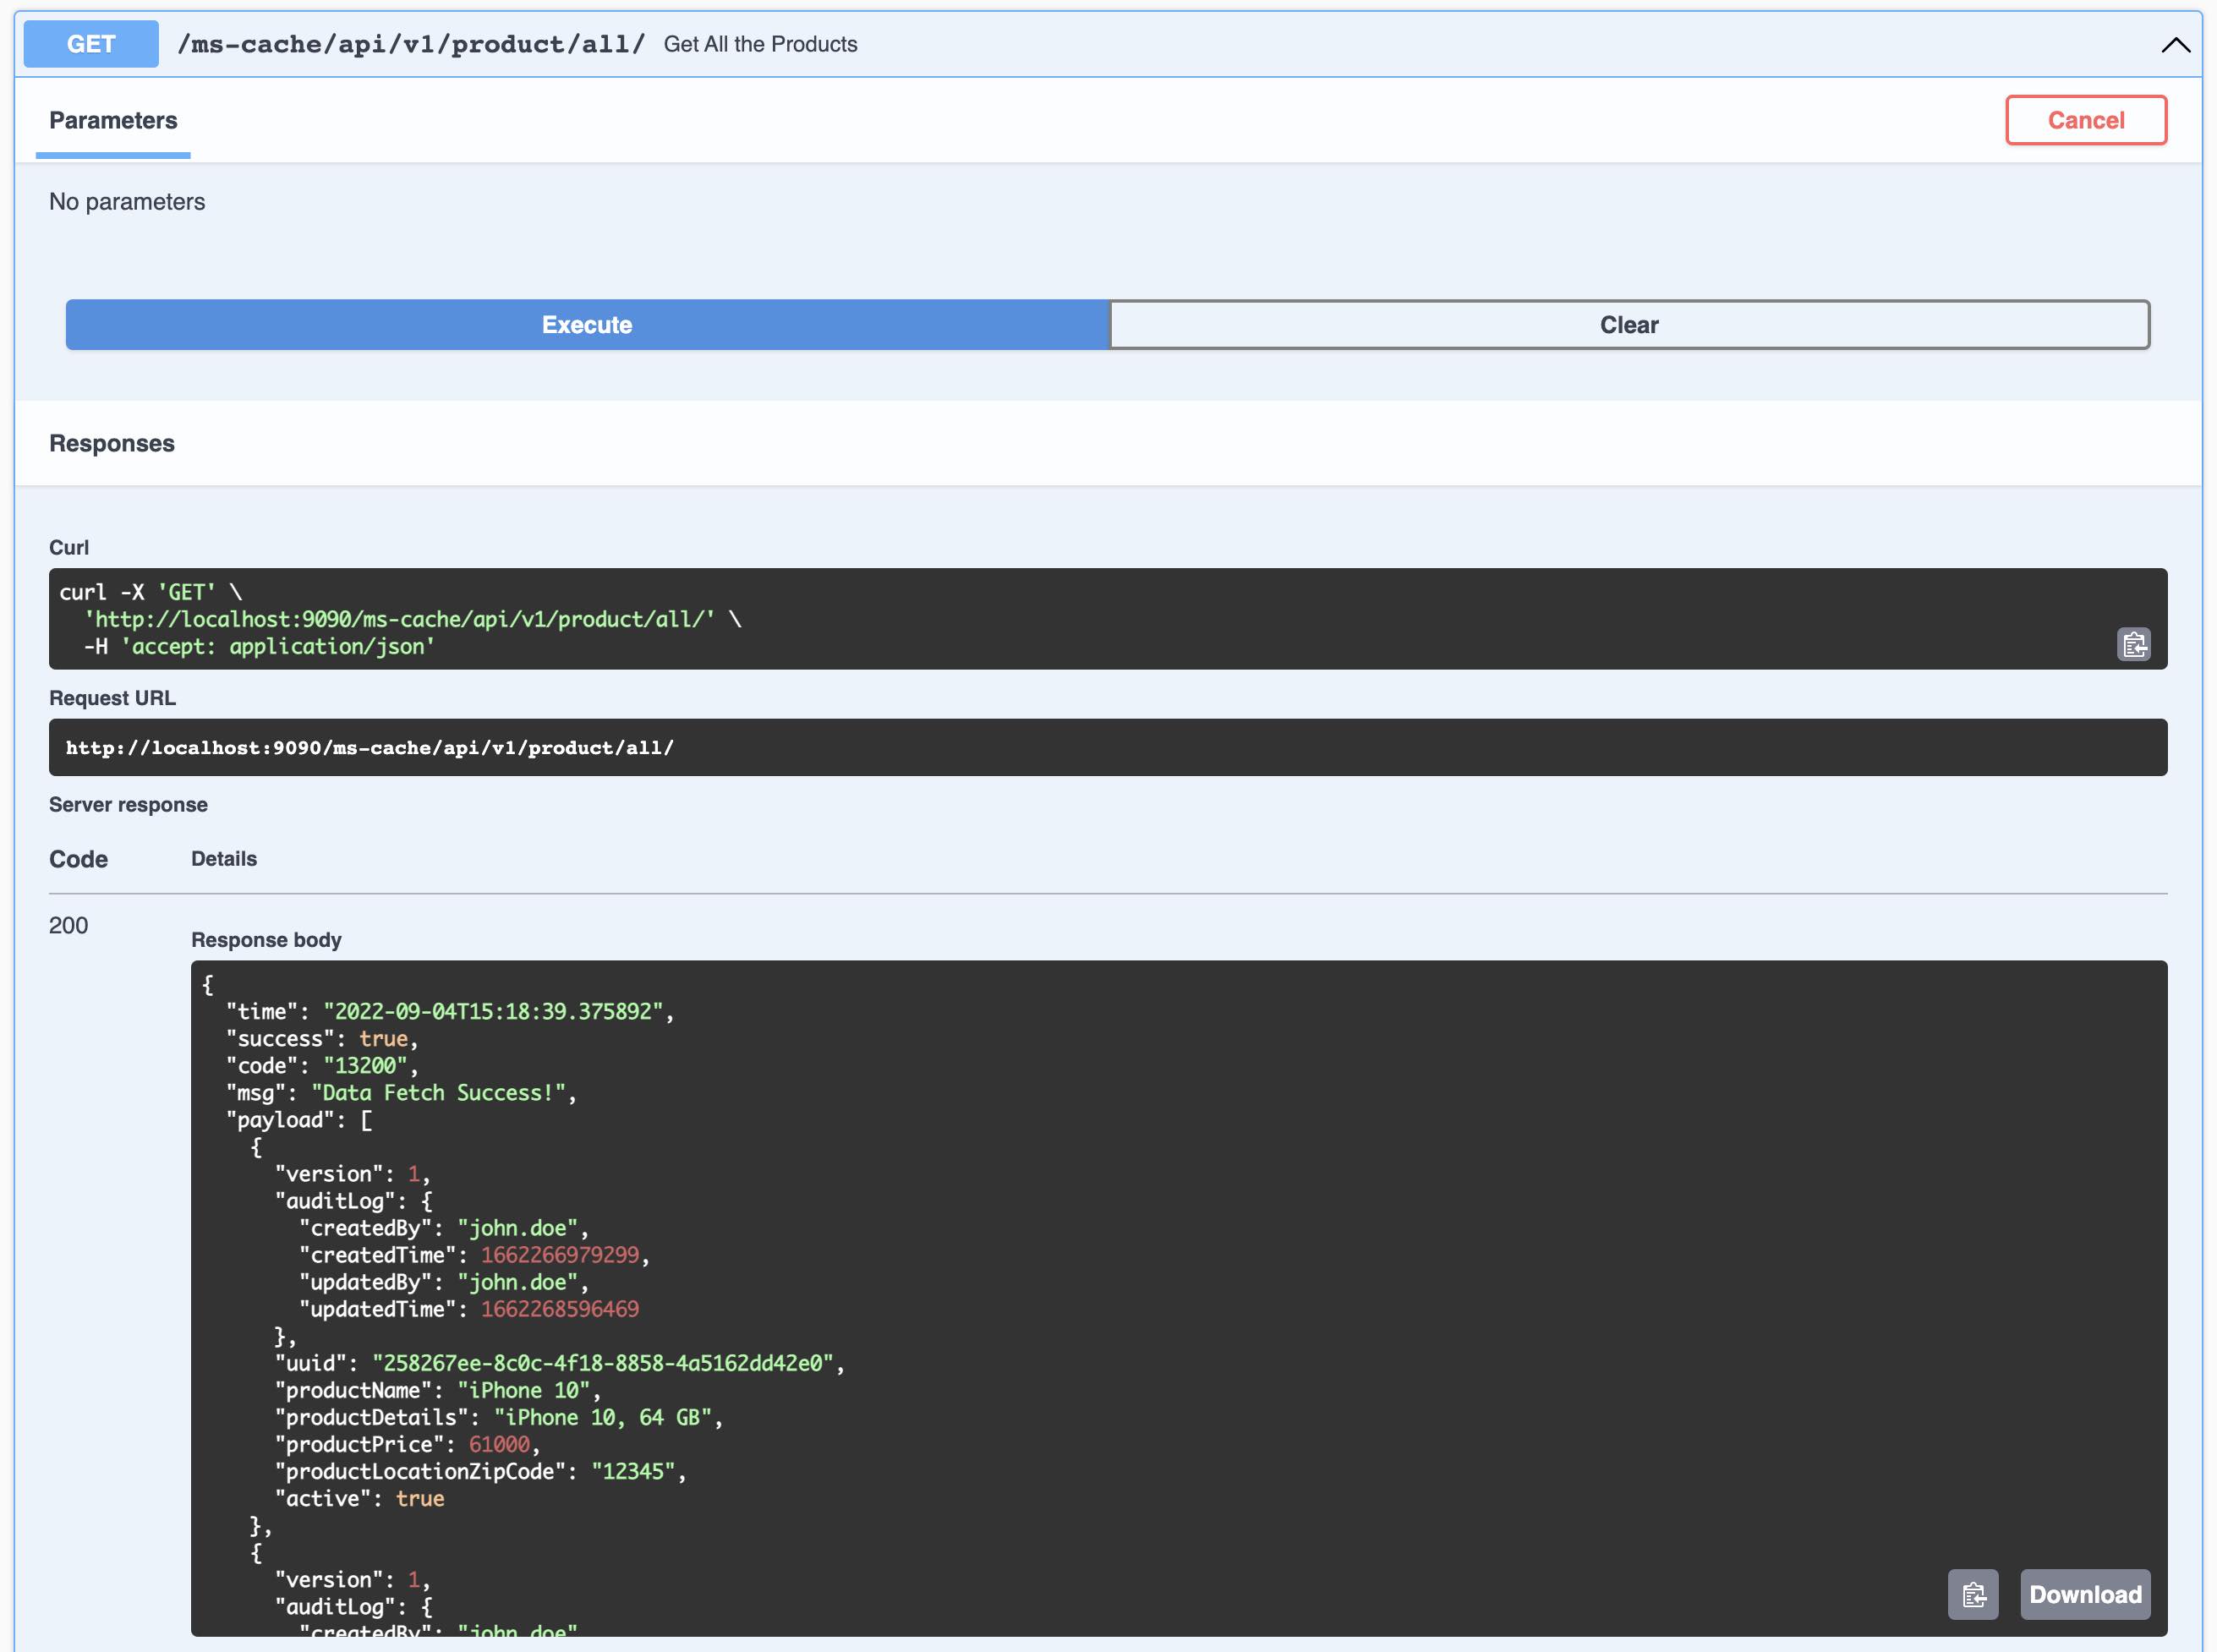 GET /ms-cache/api/v1/product/all/ Get All the Products
Parameters
Cancel
No parameters
Execute
Clear
Responses
Curl
curl -X 'GET' \
  'http://localhost:9090/ms-cache/api/v1/product/all/' \
  -H 'accept: application/json'
Request URL
http://localhost:9090/ms-cache/api/v1/product/all/
Server response
Code Details
200
Response body
{
  "time": "2022-09-04T15:18:39.375892",
  "success": true,
  "code": "13200",
  "msg": "Data Fetch Success!",
  "payload": [
    {
      "version": 1,
      "auditLog": {
        "createdBy": "john.doe",
        "createdTime": 1662266979299,
        "updatedBy": "john.doe",
        "updatedTime": 1662268596469
      },
      "uuid": "258267ee-8c0c-4f18-8858-4a5162dd42e0",
      "productName": "iPhone 10",
      "productDetails": "iPhone 10, 64 GB",
      "productPrice": 61000,
      "productLocationZipCode": "12345",
      "active": true
    },
    {
      "version": 1,
      "auditLog": {
        "createdBy": "john doe"
Download